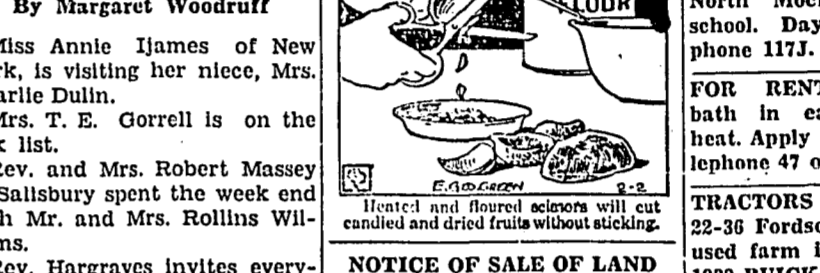 By Margaret Woodruff
Miss Annie Ijames of New
rk, is visiting her niece, Mrs.
arlie Dulin.
Mrs. T. E. Gorrell is on the
k list.
Rev. and Mrs. Robert Massey
Salisbury spent the week end
h Mr. and Mrs. Rollins Wil-
ms.
Rev. Hargraves invites every-
E. GOOGREEN 2-2
Heated and floured scissors will cut
candied and dried fruits without sticking.
NOTICE OF SALE OF LAND
North
school. Day
phone 117J.
FOR RENT
bath in ea
heat. Apply
lephone 47 o
TRACTORS
22-36 Fordso
used farm i